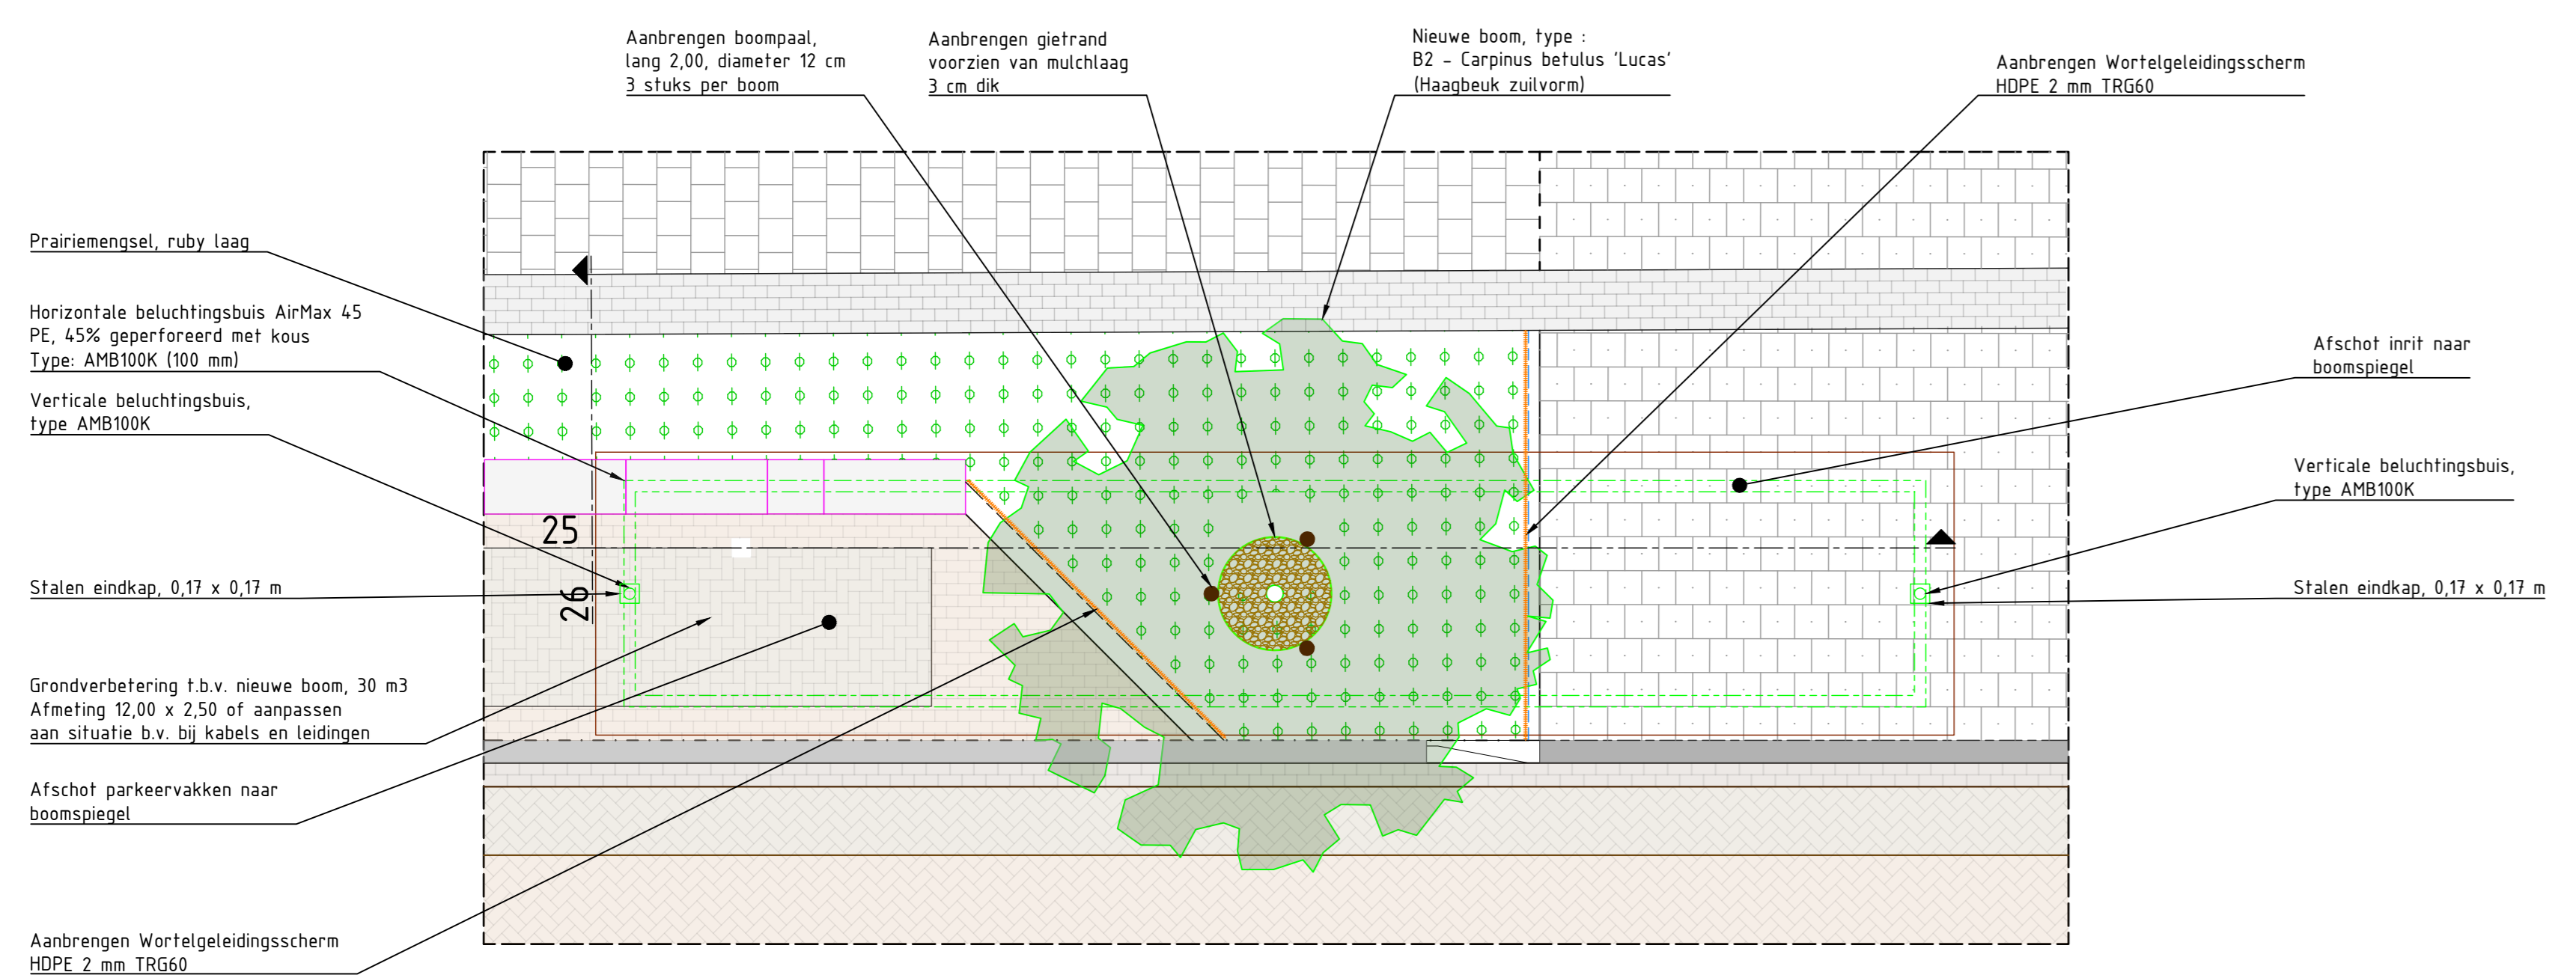 Aanbrengen boompaal,
lang 2,00, diameter 12 cm
3 stuks per boom
Aanbrengen gietrand
voorzien van mulchlaag
3 cm dik
Nieuwe boom, type :
B2 - Carpinus betulus 'Lucas'
(Haagbeuk zuilvorm)
Aanbrengen Wortelgeleidingsscherm
HDPE 2 mm TRG60
Prairiemengsel, ruby laag
Horizontale beluchtingsbuis AirMax 45
PE, 45% geperforeerd met kous
Type: AMB100K (100 mm)
Verticale beluchtingsbuis,
type AMB100K
Stalen eindkap, 0,17 x 0,17 m
Grondverbetering t.b.v. nieuwe boom, 30 m3
Afmeting 12,00 x 2,50 of aanpassen
aan situatie b.v. bij kabels en leidingen
Afschot parkeervakken naar
boomspiegel
Aanbrengen Wortelgeleidingsscherm
HDPE 2 mm TRG60
25
26
Afschot inrit naar
boomspiegel
Verticale beluchtingsbuis,
type AMB100K
Stalen eindkap, 0,17 x 0,17 m